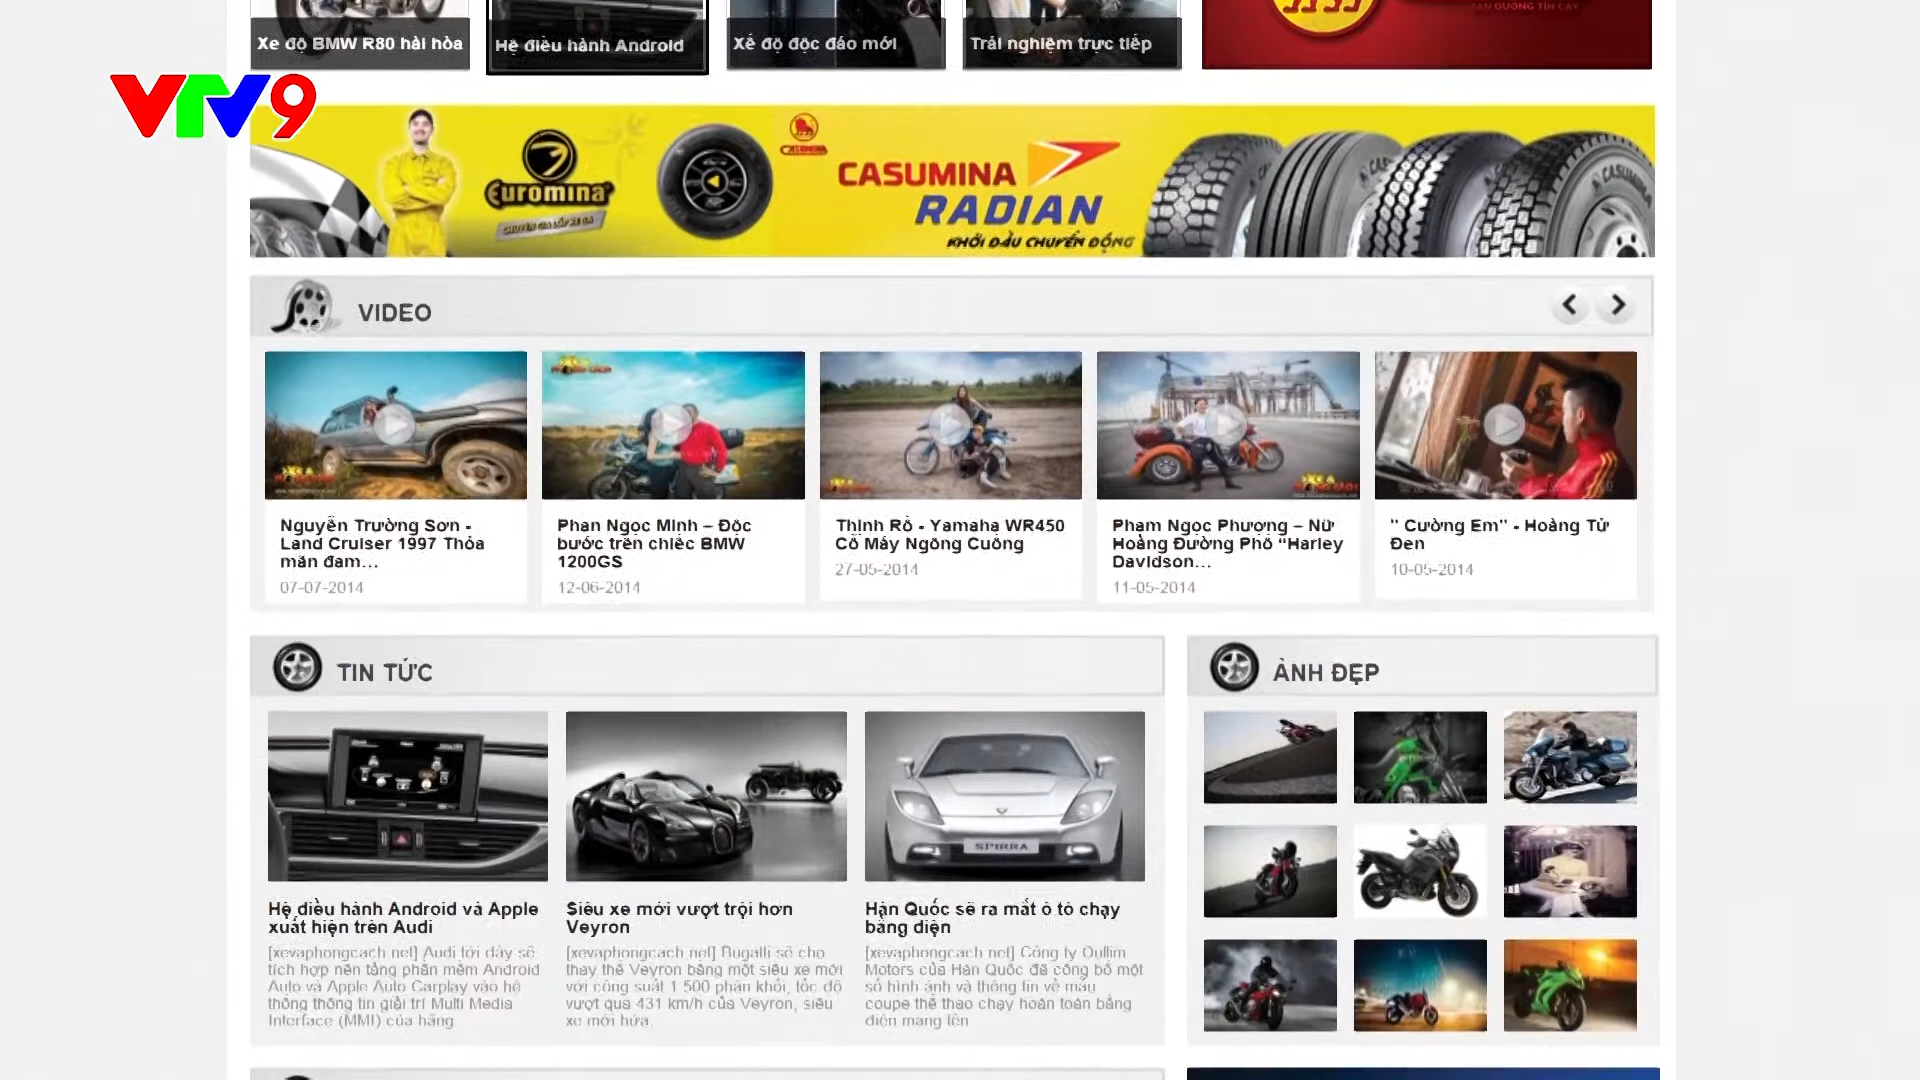 Xe độ BMW R80 hài hòa
Hệ điều hành Android
Xế độ độc đáo mới
Trải nghiệm trực tiếp
BẠN ĐƯỜNG TIN CẬY
VTV9
Euromina
CASUMINA
CASUMINA
RADIAN
KHỞI ĐẦU CHUYỂN ĐỘNG
VIDEO
Nguyễn Trường Sơn -
Land Cruiser 1997 Thỏa
mãn đam...
07-07-2014
Phan Ngọc Minh – Độc
bước trên chiếc BMW
1200GS
12-06-2014
Thịnh Rô - Yamaha WR450
Cỗ Máy Ngông Cuồng
27-05-2014
Phạm Ngọc Phượng – Nữ
Hoàng Đường Phố “Harley
Davidson...
11-05-2014
" Cường Em" - Hoàng Tử
Đen
10-05-2014
TIN TỨC
ẢNH ĐẸP
SPIRRA
Hệ điều hành Android và Apple
xuất hiện trên Audi
[xevaphongcach.net] Audi tới đây sẽ
tích hợp nền tảng phần mềm Android
Auto và Apple Auto Carplay vào hệ
thống thông tin giải trí Multi Media
Interface (MMI) của hãng.
Siêu xe mới vượt trội hơn
Veyron
[xevaphongcach.net] Bugatti sẽ cho
thay thế Veyron bằng một siêu xe mới
với công suất 1.500 phân khối, tốc độ
vượt qua 431 km/h của Veyron, siêu
xe mới hứa.
Hàn Quốc sẽ ra mắt ô tô chạy
bằng điện
[xevaphongcach.net] Công ty Oullim
Motors của Hàn Quốc đã công bố một
số hình ảnh và thông tin về mẫu
coupe thể thao chạy hoàn toàn bằng
điện mang tên